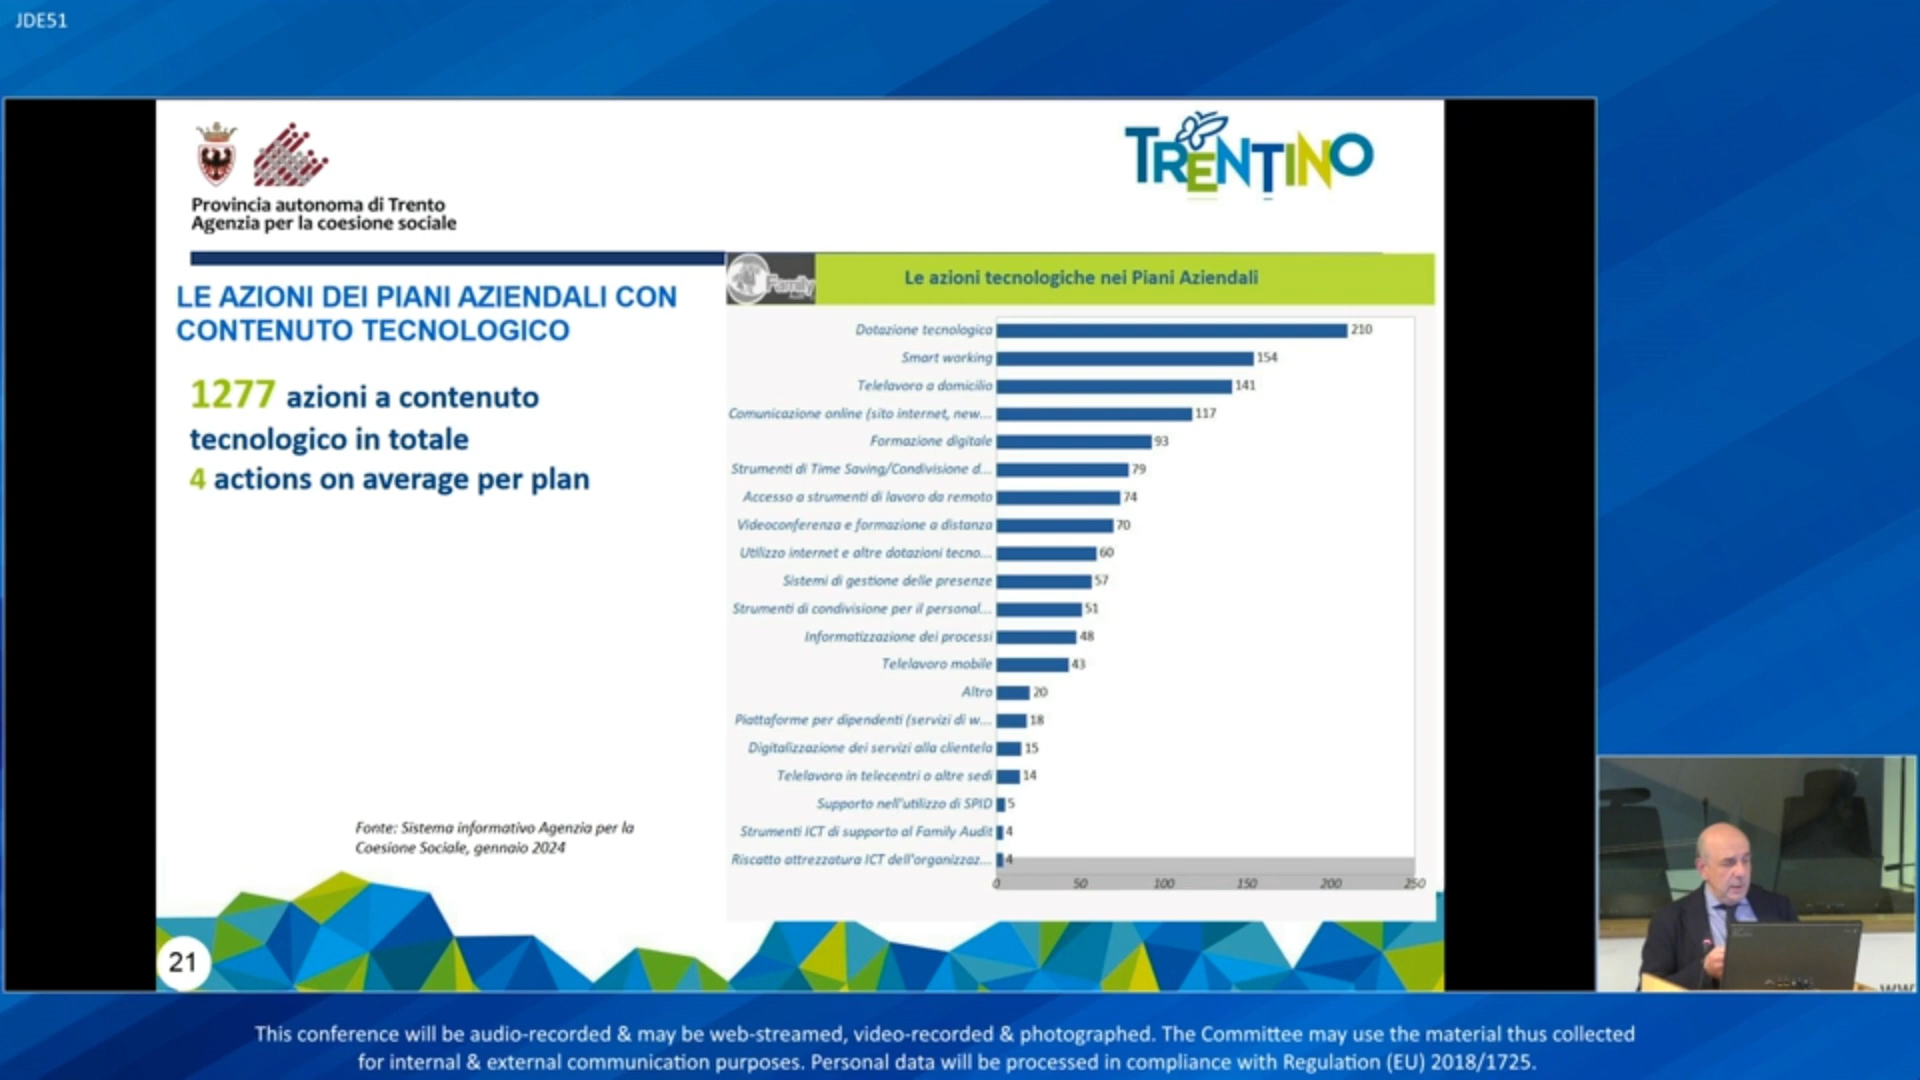 JDE51
TRENTINO
Provincia autonoma di Trento
Agenzia per la coesione sociale
Family
Le azioni tecnologiche nei Piani Aziendali
LE AZIONI DEI PIANI AZIENDALI CON
CONTENUTO TECNOLOGICO
1277 azioni a contenuto
tecnologico in totale
4 actions on average per plan
Dotazione tecnologica 210
Smart working 154
Telelavoro a domicilio 141
Comunicazione online (sito internet, new... 117
Formazione digitale 93
Strumenti di Time Saving/Condivisione d... 79
Accesso a strumenti di lavoro da remoto 74
Videoconferenza e formazione a distanza 70
Utilizzo internet e altre dotazioni tecno... 60
Sistemi di gestione delle presenze 57
Strumenti di condivisione per il personal... 51
Informatizzazione dei processi 48
Telelavoro mobile 43
Altro 20
Piattaforme per dipendenti (servizi di w... 18
Digitalizzazione dei servizi alla clientela 15
Telelavoro in telecentri o altre sedi 14
Supporto nell'utilizzo di SPID 5
Strumenti ICT di supporto al Family Audit 4
Riscatto attrezzatura ICT dell'organizzaz... 4
0 50 100 150 200 250
Fonte: Sistema informativo Agenzia per la
Coesione Sociale, gennaio 2024
21
This conference will be audio-recorded & may be web-streamed, video-recorded & photographed. The Committee may use the material thus collected
for internal & external communication purposes. Personal data will be processed in compliance with Regulation (EU) 2018/1725.